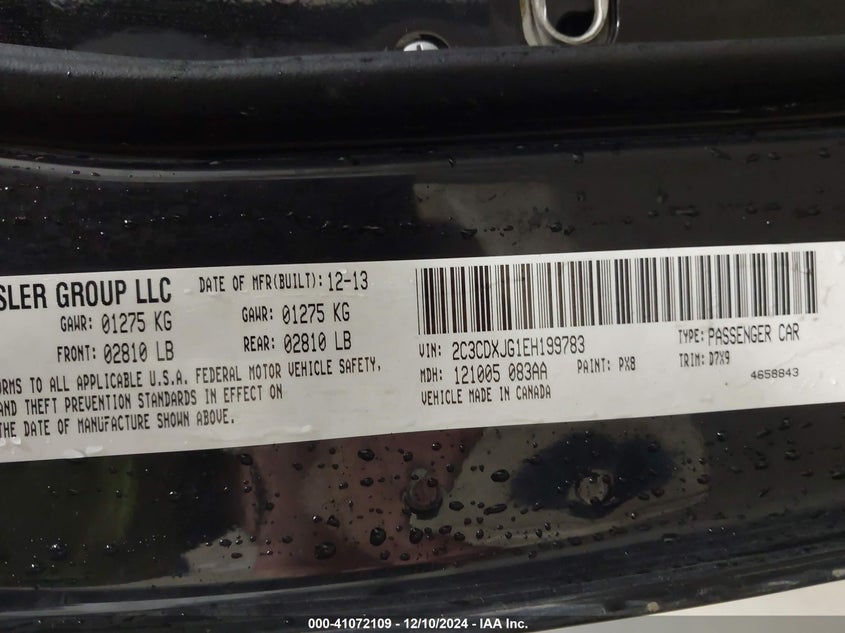 SLER GROUP LLC
DATE OF MFR(BUILT): 12-13
GAWR: 01275 KG
GAWR: 01275 KG
FRONT: 02810 LB
REAR: 02810 LB
ORMS TO ALL APPLICABLE U.S.A. FEDERAL MOTOR VEHICLE SAFETY,
AND THEFT PREVENTION STANDARDS IN EFFECT ON
THE DATE OF MANUFACTURE SHOWN ABOVE.
VIN: 2C3CDXJG1EH199783
TYPE: PASSENGER CAR
MDH: 121005 083AA
PAINT: PX8
TRIM: D7X9
VEHICLE MADE IN CANADA
4658843
000-41072109 - 12/10/2024 - IAA Inc.